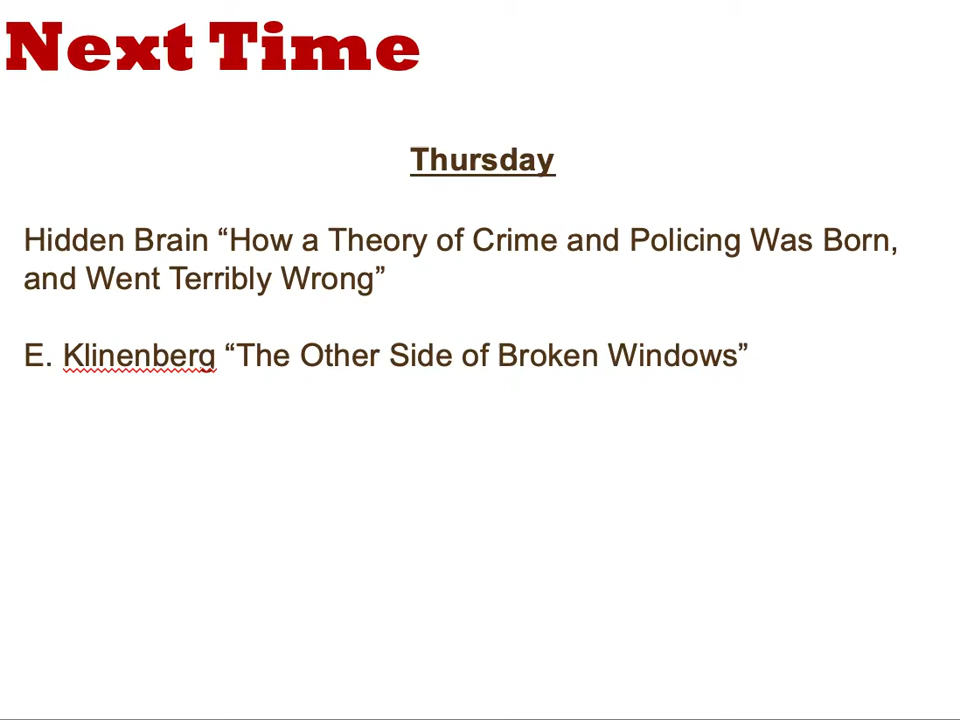 Next Time
Thursday
Hidden Brain “How a Theory of Crime and Policing Was Born,
and Went Terribly Wrong”
E. Klinenberg “The Other Side of Broken Windows”